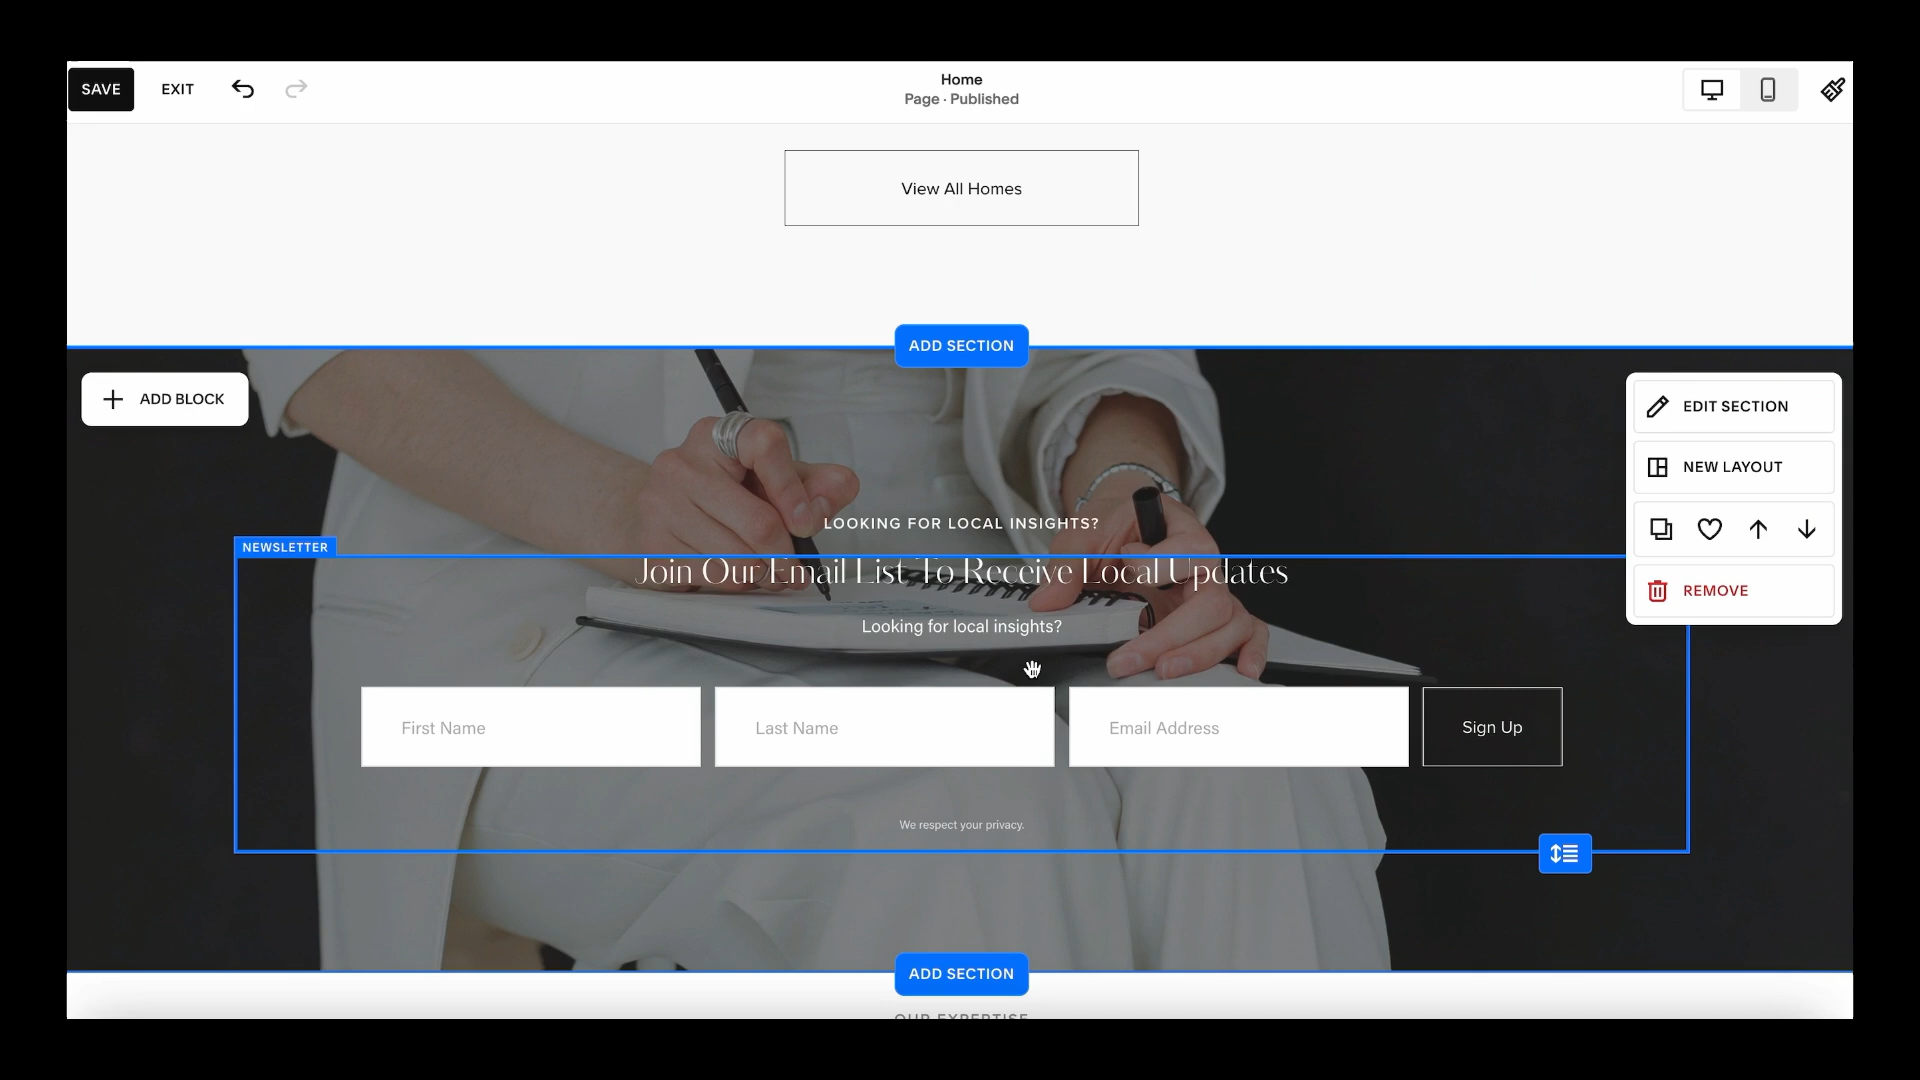 SAVE
EXIT
Home
Page · Published
View All Homes
ADD SECTION
ADD BLOCK
EDIT SECTION
NEW LAYOUT
REMOVE
LOOKING FOR LOCAL INSIGHTS?
NEWSLETTER
Join Our Email List To Receive Local Updates
Looking for local insights?
First Name
Last Name
Email Address
Sign Up
We respect your privacy.
ADD SECTION
OUR EXPERTISE